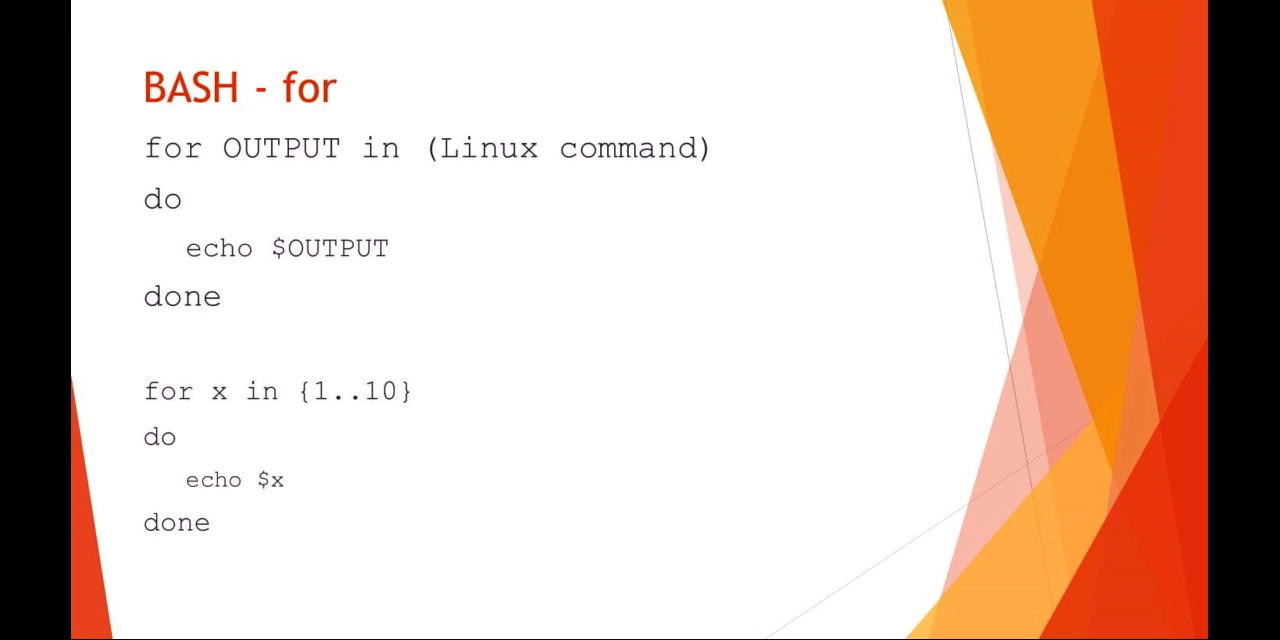 BASH - for
for OUTPUT in (Linux command)
do
echo $OUTPUT
done
for x in {1..10}
do
echo $x
done